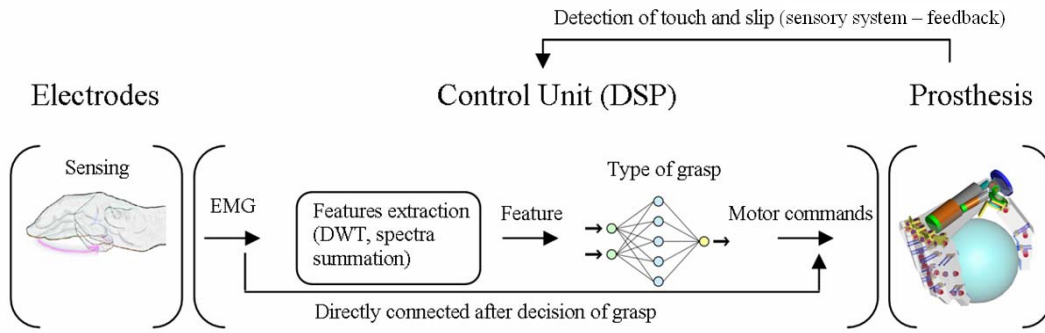 Detection of touch and slip (sensory system – feedback)
Electrodes
Control Unit (DSP)
Prosthesis
Sensing
EMG
Features extraction
(DWT, spectra
summation)
Feature
Type of grasp
Motor commands
Directly connected after decision of grasp